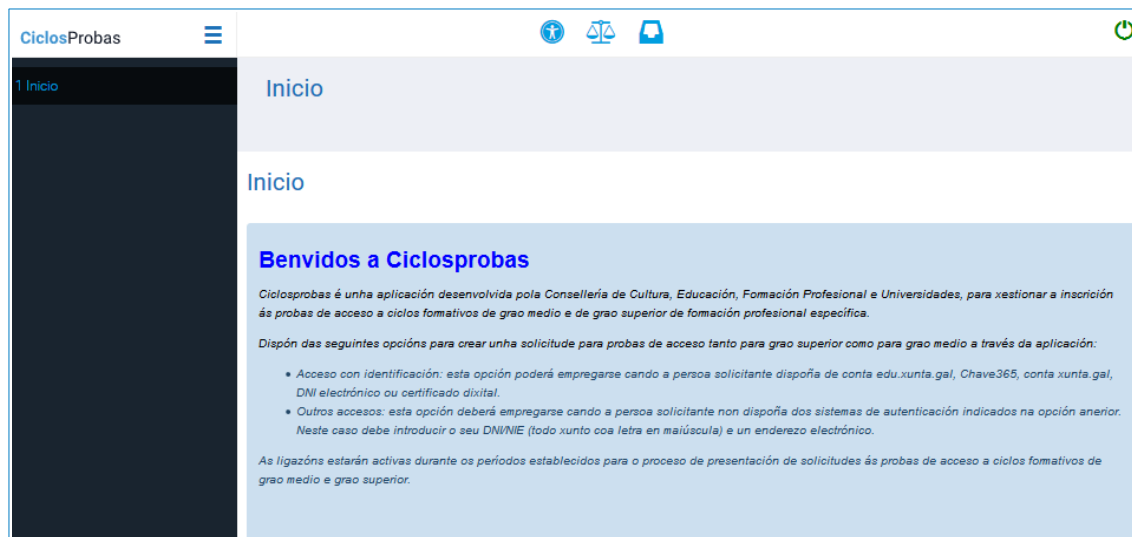 CiclosProbas
1 Inicio
Inicio
Inicio
Benvidos a Ciclosprobas
Ciclosprobas é unha aplicación desenvolvida pola Consellería de Cultura, Educación, Formación Profesional e Universidades, para xestionar a inscrición
ás probas de acceso a ciclos formativos de grao medio e de grao superior de formación profesional específica.
Dispón das seguintes opcións para crear unha solicitude para probas de acceso tanto para grao superior como para grao medio a través da aplicación:
• Acceso con identificación: esta opción poderá empregarse cando a persoa solicitante dispoña de conta edu.xunta.gal, Chave365, conta xunta.gal,
DNI electrónico ou certificado dixital.
• Outros accesos: esta opción deberá empregarse cando a persoa solicitante non dispoña dos sistemas de autenticación indicados na opción anerior.
Neste caso debe introducir o seu DNI/NIE (todo xunto coa letra en maiúscula) e un enderezo electrónico.
As ligazóns estarán activas durante os períodos establecidos para o proceso de presentación de solicitudes ás probas de acceso a ciclos formativos de
grao medio e grao superior.